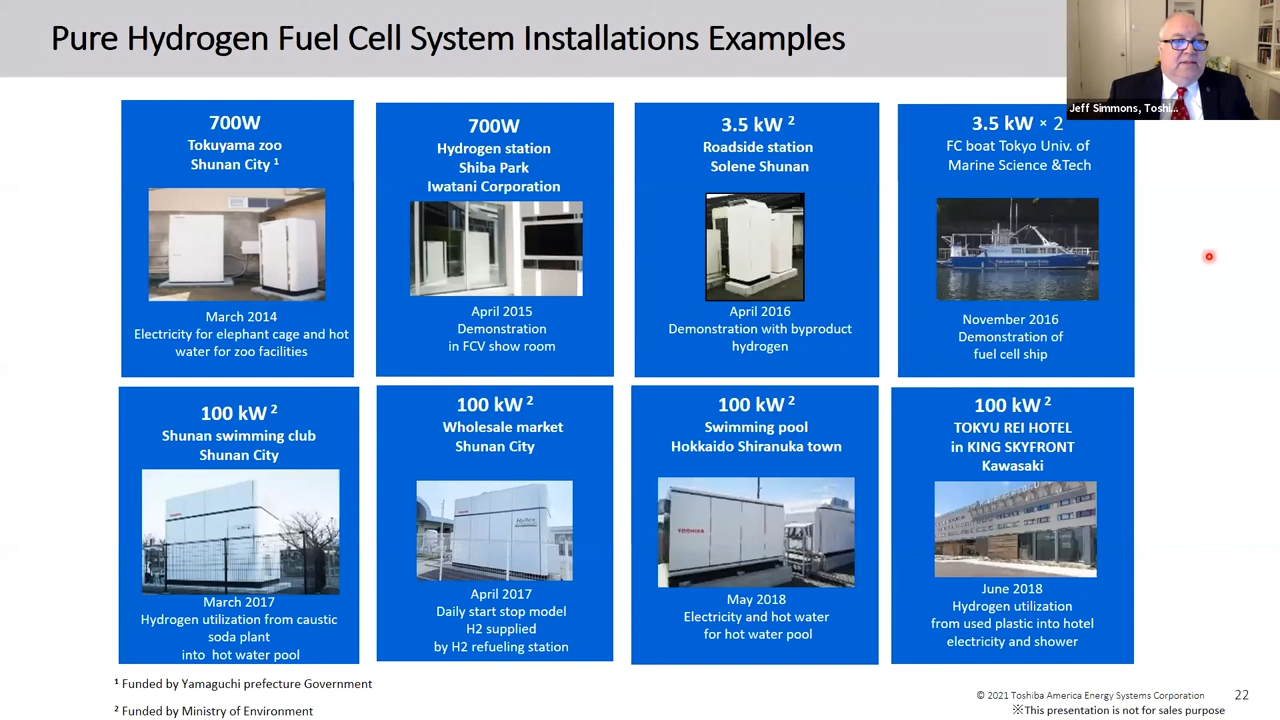 Pure Hydrogen Fuel Cell System Installations Examples
Jeff Simmons, Toshi...
700W
Tokuyama zoo
Shunan City ¹
March 2014
Electricity for elephant cage and hot
water for zoo facilities
700W
Hydrogen station
Shiba Park
Iwatani Corporation
April 2015
Demonstration
in FCV show room
3.5 kW ²
Roadside station
Solene Shunan
April 2016
Demonstration with byproduct
hydrogen
3.5 kW × 2
FC boat Tokyo Univ. of
Marine Science &Tech
November 2016
Demonstration of
fuel cell ship
100 kW ²
Shunan swimming club
Shunan City
March 2017
Hydrogen utilization from caustic
soda plant
into hot water pool
100 kW ²
Wholesale market
Shunan City
April 2017
Daily start stop model
H2 supplied
by H2 refueling station
100 kW ²
Swimming pool
Hokkaido Shiranuka town
TOSHIBA
May 2018
Electricity and hot water
for hot water pool
100 kW ²
TOKYU REI HOTEL
in KING SKYFRONT
Kawasaki
June 2018
Hydrogen utilization
from used plastic into hotel
electricity and shower
¹ Funded by Yamaguchi prefecture Government
² Funded by Ministry of Environment
© 2021 Toshiba America Energy Systems Corporation
22
※This presentation is not for sales purpose